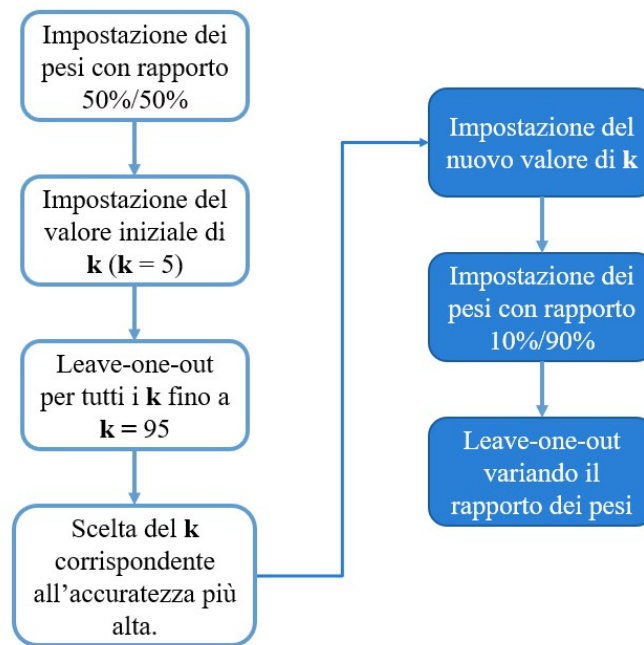 Impostazione dei
pesi con rapporto
50%/50%
Impostazione del
valore iniziale di
k (k = 5)
Leave-one-out
per tutti i k fino a
k = 95
Scelta del k
corrispondente
all’accuratezza più
alta.
Impostazione del
nuovo valore di k
Impostazione dei
pesi con rapporto
10%/90%
Leave-one-out
variando il
rapporto dei pesi